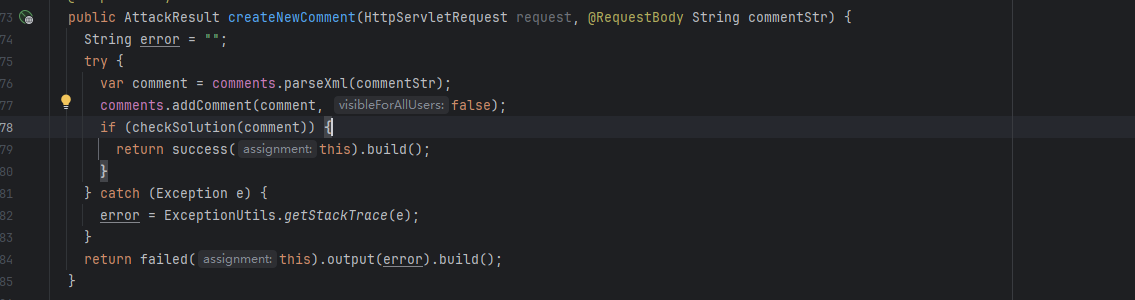 73 public AttackResult createNewComment(HttpServletRequest request, @RequestBody String commentStr) {
74 String error = "";
75 try {
76 var comment = comments.parseXml(commentStr);
77 comments.addComment(comment, visibleForAllUsers: false);
78 if (checkSolution(comment)) {
79 return success( assignment: this).build();
80 }
81 } catch (Exception e) {
82 error = ExceptionUtils.getStackTrace(e);
83 }
84 return failed( assignment: this).output(error).build();
85 }